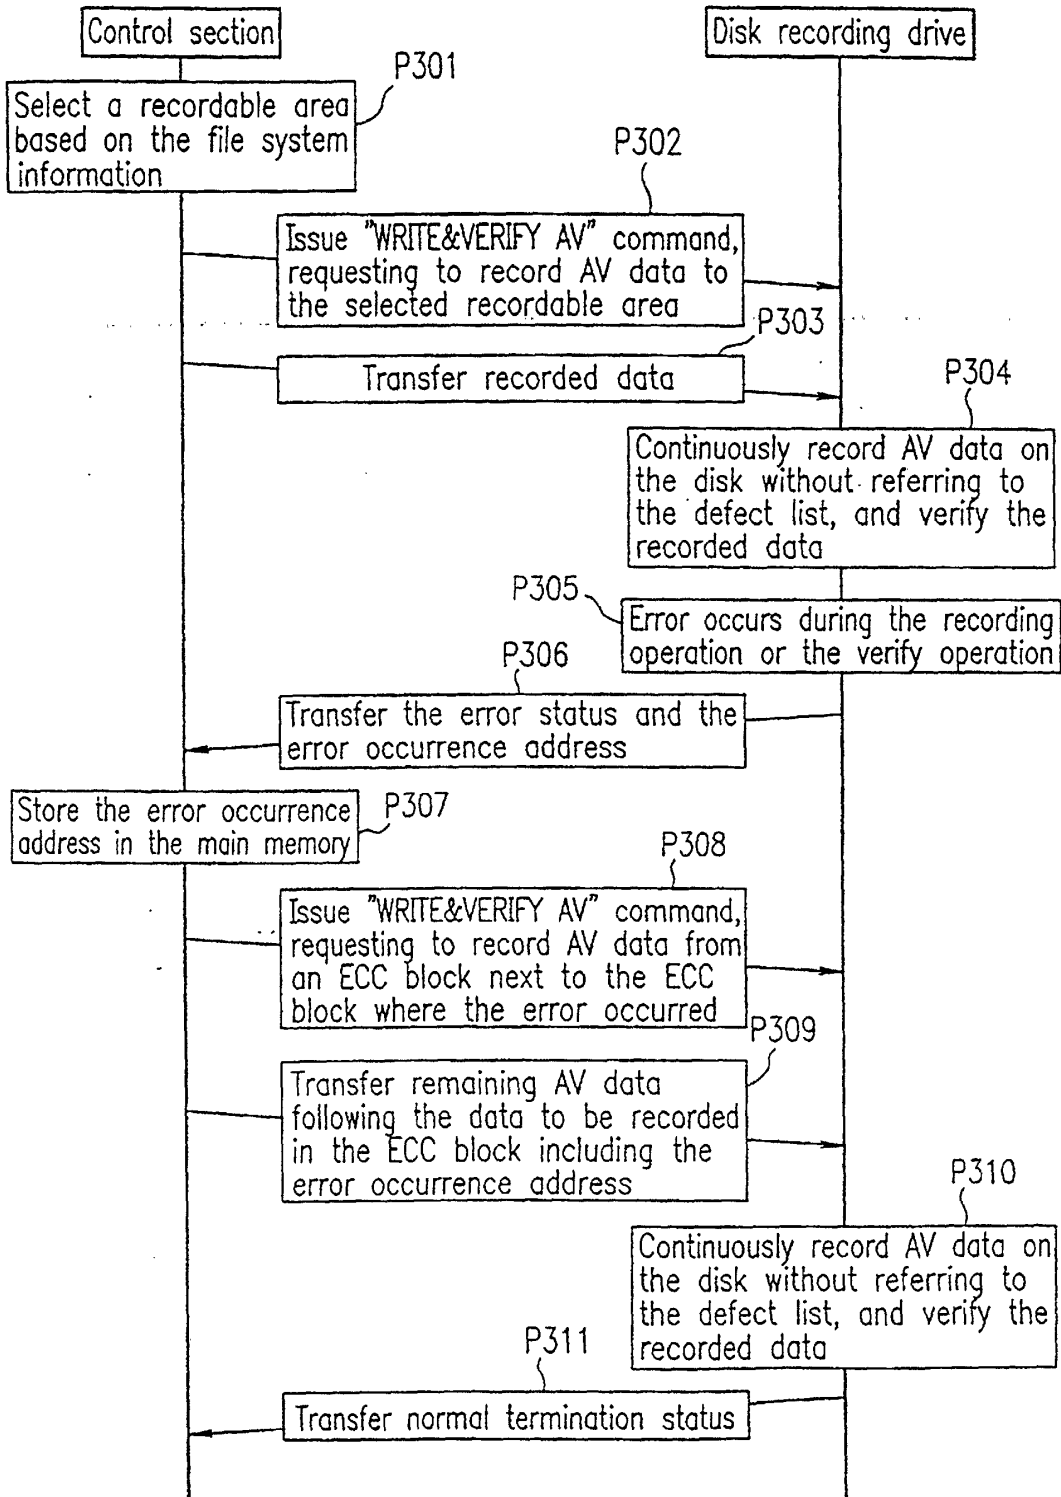 Control section
Disk recording drive
P301
Select a recordable area
based on the file system
information
P302
Issue "WRITE&VERIFY AV" command,
requesting to record AV data to
the selected recordable area
P303
Transfer recorded data
P304
Continuously record AV data on
the disk without referring to
the defect list, and verify the
recorded data
P305
Error occurs during the recording
operation or the verify operation
P306
Transfer the error status and the
error occurrence address
Store the error occurrence
address in the main memory
P307
P308
Issue "WRITE&VERIFY AV" command,
requesting to record AV data from
an ECC block next to the ECC
block where the error occurred
P309
Transfer remaining AV data
following the data to be recorded
in the ECC block including the
error occurrence address
P310
Continuously record AV data on
the disk without referring to
the defect list, and verify the
recorded data
P311
Transfer normal termination status